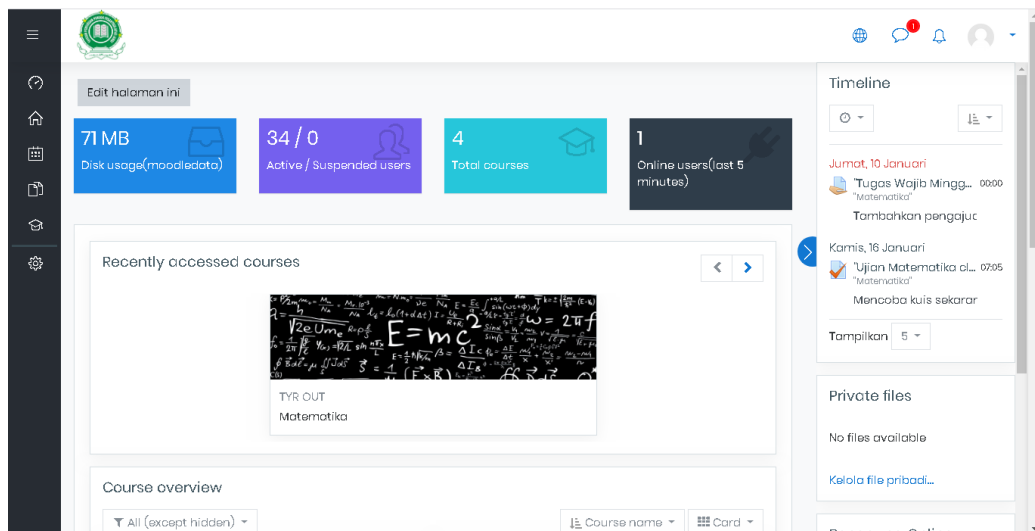 1
Edit halaman ini
71 MB
Disk usage(moodledata)
34 / 0
Active / Suspended users
4
Total courses
1
Online users(last 5
minutes)
Recently accessed courses
E=mc²
TYR OUT
Matematika
Course overview
All (except hidden)
Course name
Card
Timeline
Jumat, 10 Januari
"Tugas Wajib Mingg... 00:00
"Matematika"
Tambahkan pengajuc
Kamis, 16 Januari
"Ujian Matematika cl... 07:05
"Matematika"
Mencoba kuis sekarar
Tampilkan 5
Private files
No files available
Kelola file pribadi...